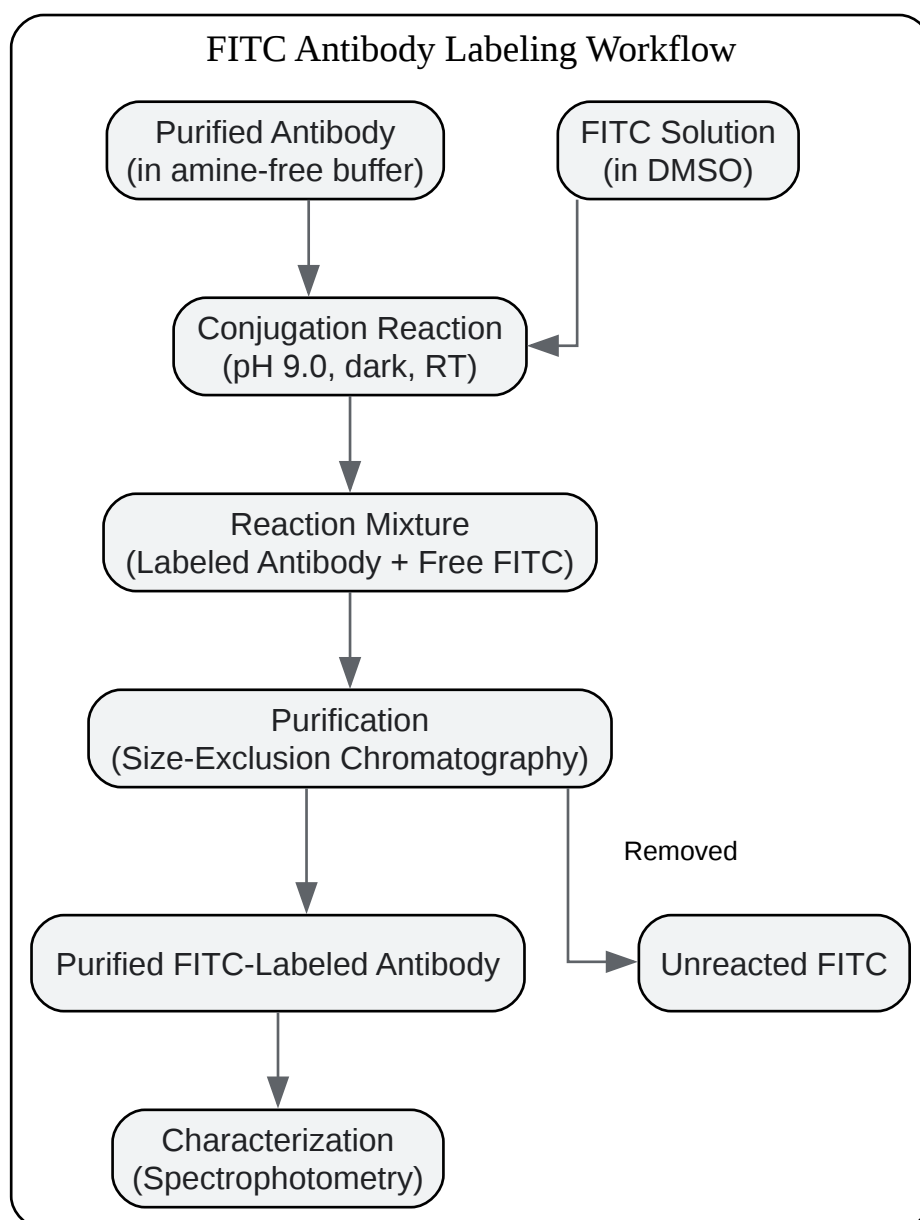 FITC Antibody Labeling Workflow
Purified Antibody
(in amine-free buffer)
FITC Solution
(in DMSO)
Conjugation Reaction
(pH 9.0, dark, RT)
Reaction Mixture
(Labeled Antibody + Free FITC)
Purification
(Size-Exclusion Chromatography)
Removed
Purified FITC-Labeled Antibody
Unreacted FITC
Characterization
(Spectrophotometry)